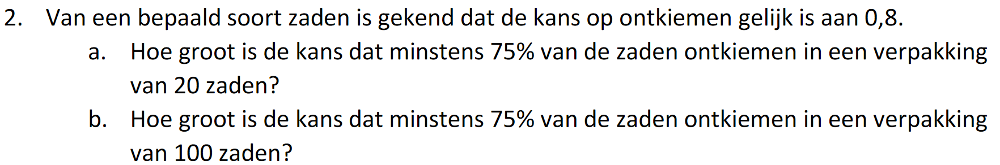 2. Van een bepaald soort zaden is gekend dat de kans op ontkiemen gelijk is aan 0,8.
a. Hoe groot is de kans dat minstens 75% van de zaden ontkiemen in een verpakking
van 20 zaden?
b. Hoe groot is de kans dat minstens 75% van de zaden ontkiemen in een verpakking
van 100 zaden?